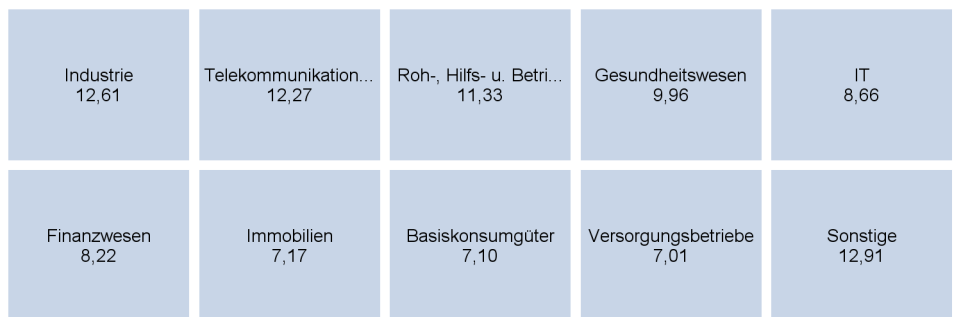 Industrie
12,61
Telekommunikation...
12,27
Roh-, Hilfs- u. Betri...
11,33
Gesundheitswesen
9,96
IT
8,66
Finanzwesen
8,22
Immobilien
7,17
Basiskonsumgüter
7,10
Versorgungsbetriebe
7,01
Sonstige
12,91